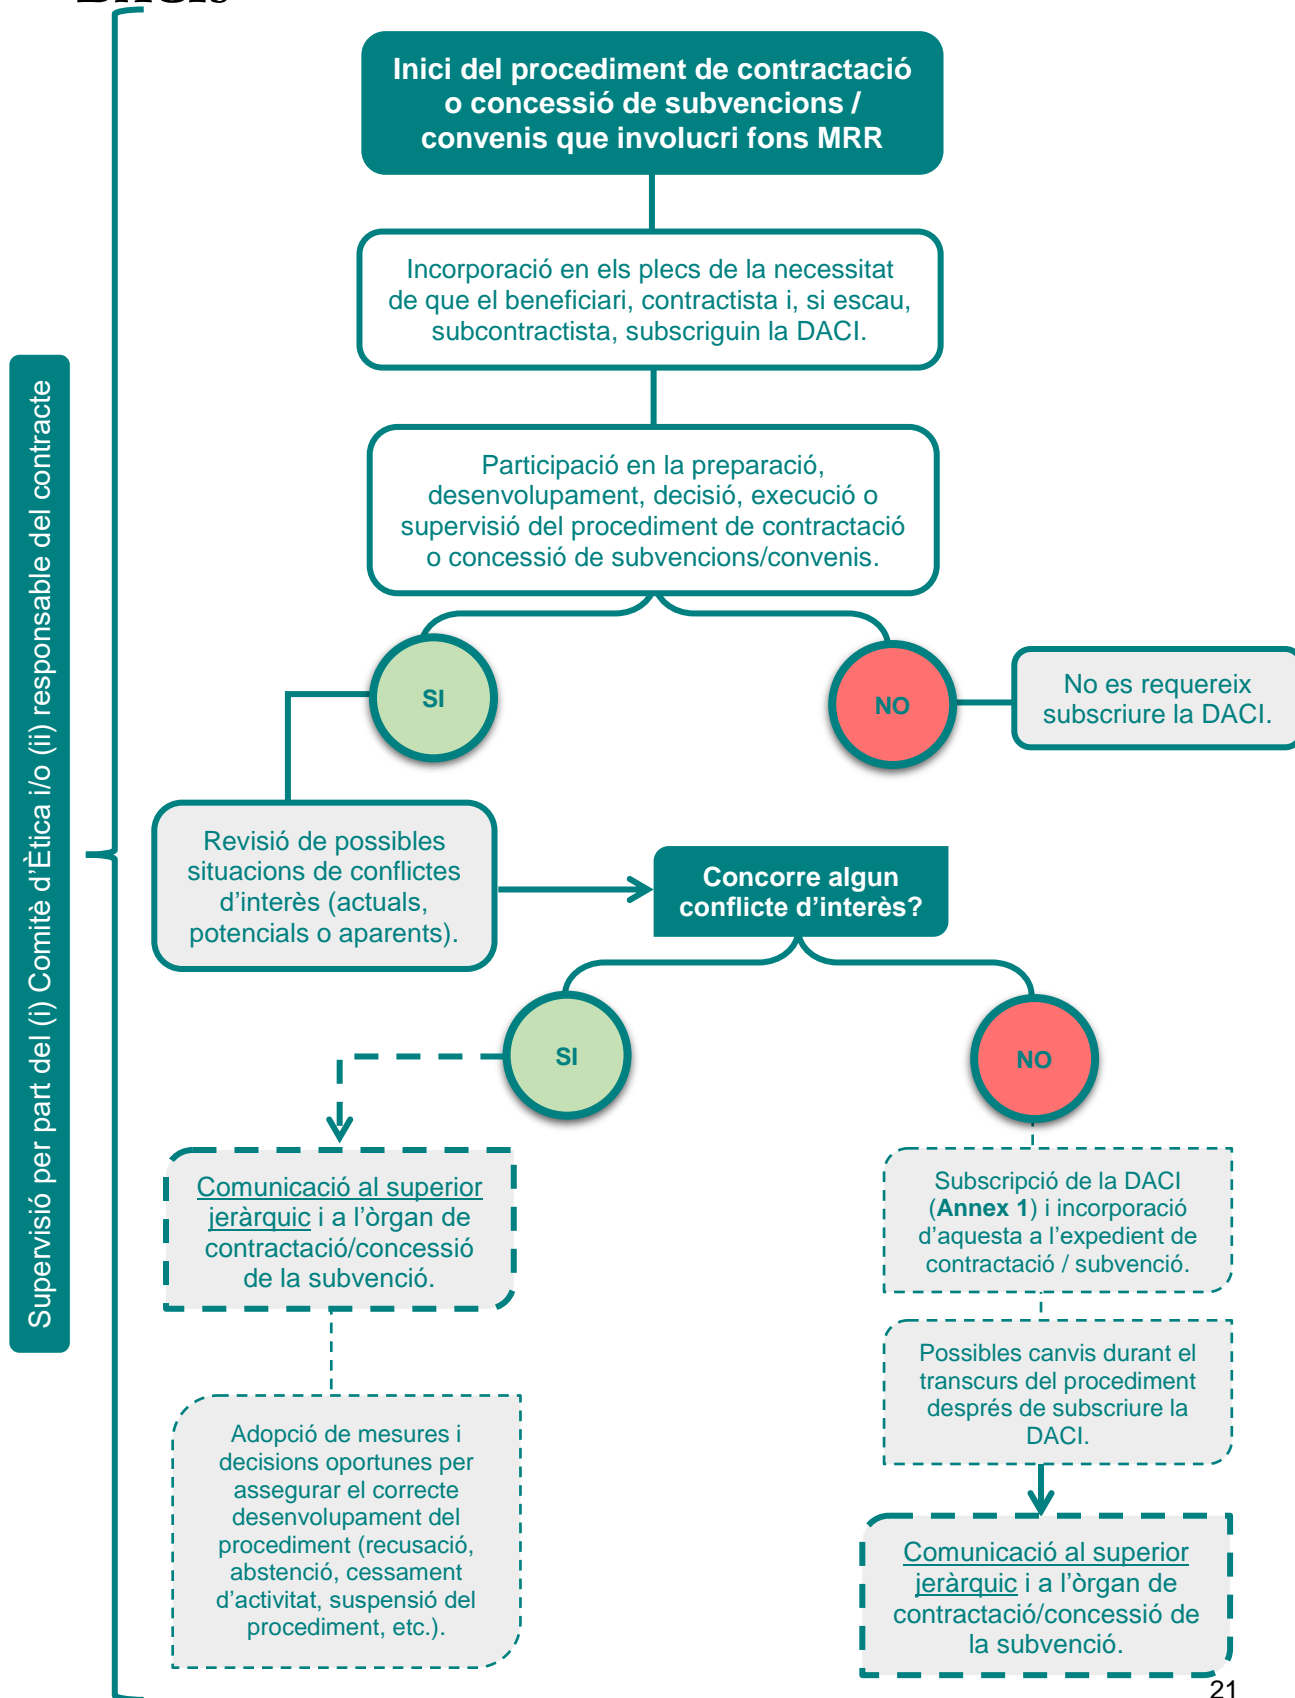 Inici del procediment de contractació
o concessió de subvencions /
convenis que involucri fons MRR
Incorporació en els plecs de la necessitat
de que el beneficiari, contractista i, si escau,
subcontractista, subscriguin la DACI.
Participació en la preparació,
desenvolupament, decisió, execució o
supervisió del procediment de contractació
o concessió de subvencions/convenis.
SI
NO
No es requereix
subscriure la DACI.
Supervisió per part del (i) Comitè d'Ètica i/o (ii) responsable del contracte
Revisió de possibles
situacions de conflictes
d'interès (actuals,
potencials o aparents).
Concorre algun
conflicte d'interès?
SI
NO
Comunicació al superior
jeràrquic i a l'òrgan de
contractació/concessió
de la subvenció.
Adopció de mesures i
decisions oportunes per
assegurar el correcte
desenvolupament del
procediment (recusació,
abstenció, cessament
d'activitat, suspensió del
procediment, etc.).
Subscripció de la DACI
(Annex 1) i incorporació
d'aquesta a l'expedient de
contractació / subvenció.
Possibles canvis durant el
transcurs del procediment
després de subscriure la
DACI.
Comunicació al superior
jeràrquic i a l'òrgan de
contractació/concessió de
la subvenció.
21